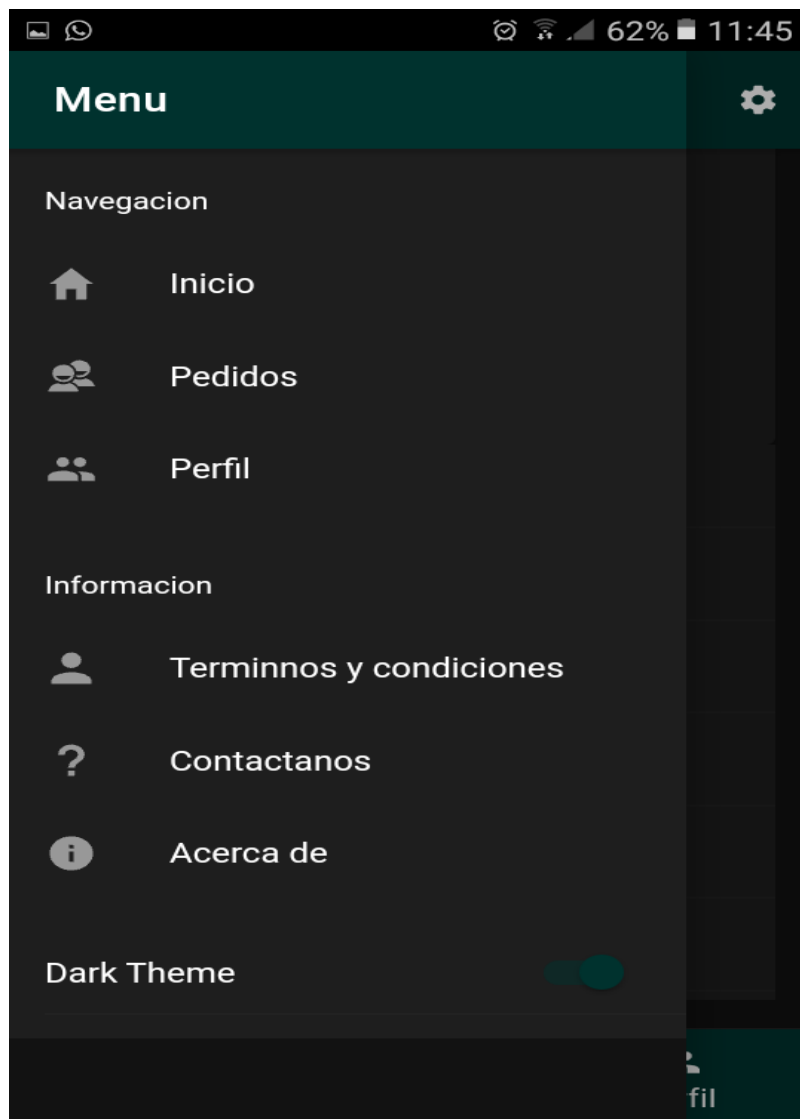 62% 11:45
Menu
Navegacion
Inicio
Pedidos
Perfil
Informacion
Terminnos y condiciones
? Contactanos
i Acerca de
Dark Theme
fil